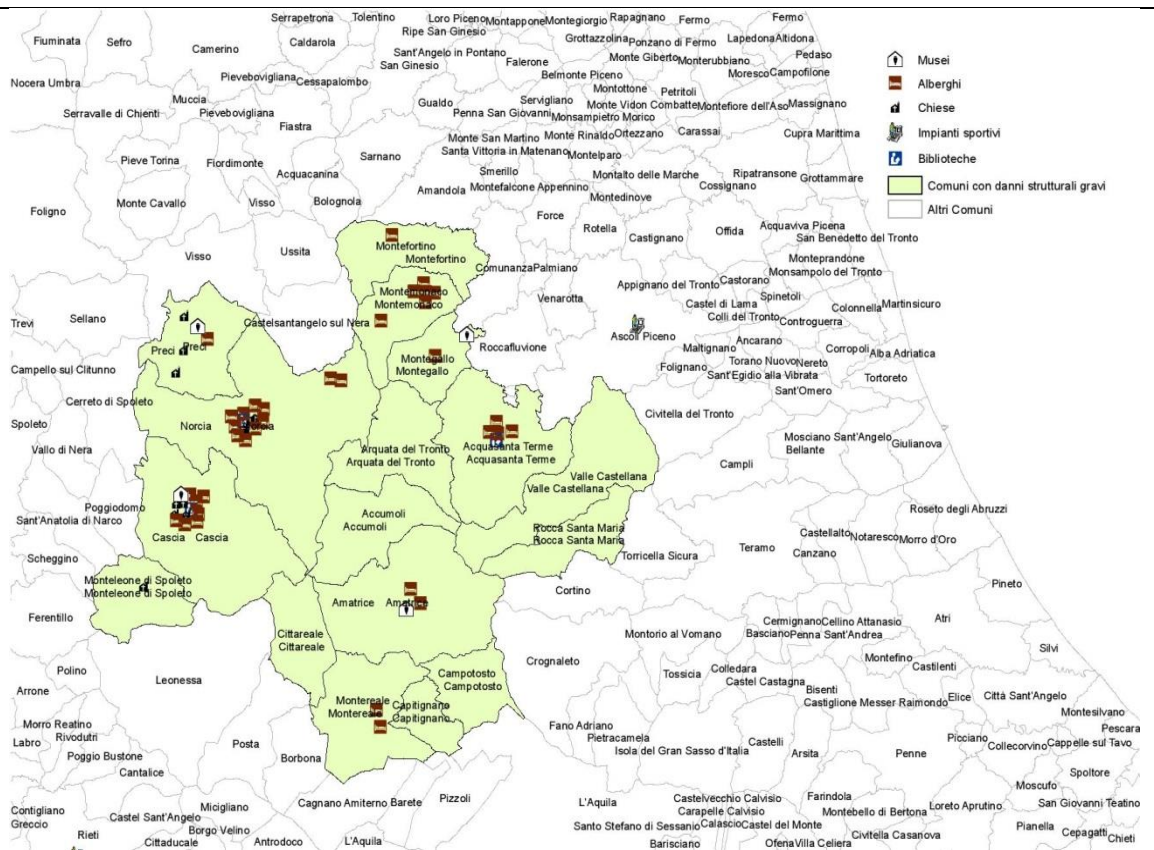 Serrapetrona
Tolentino
Loro Piceno
Montappone
Montegiorgio
Rapagnano
Fermo
Fermo
Ripe San Ginesio
Fiuminata
Sefro
Camerino
Caldarola
Grottazzolina
Ponzano di Fermo
Lapedona
Altidona
Sant'Angelo in Pontano
San Ginesio
Falerone
Monte Giberto
Monterubbiano
Pedaso
Nocera Umbra
Pievebovigliana
Cessapalombo
Belmonte Piceno
Moresco
Campofilone
Muccia
Montottone
Petritoli
Serravalle di Chienti
Pievebovigliana
Gualdo
Servigliano
Monte Vidon Combatte
Montefiore dell'Aso
Massignano
Penna San Giovanni
Monsampietro Morico
Fiastra
Monte San Martino
Monte Rinaldo
Ortezzano
Carassai
Cupra Marittima
Pieve Torina
Fiordimonte
Sarnano
Santa Vittoria in Matenano
Montelparo
Acquacanina
Smerillo
Montalto delle Marche
Ripatransone
Grottammare
Amandola
Montefalcone Appennino
Cossignano
Monte Cavallo
Visso
Bolognola
Montedinove
Foligno
Force
Rotella
Castignano
Offida
Acquaviva Picena
San Benedetto del Tronto
Musei
Alberghi
Chiese
Impianti sportivi
Biblioteche
Comuni con danni strutturali gravi
Altri Comuni
Visso
Ussita
Montefortino
Montefortino
Comunanza
Palmiano
Monteprandone
Monsampolo del Tronto
Appignano del Tronto
Castorano
Spinetoli
Montemonaco
Montemonaco
Venarotta
Castel di Lama
Colli del Tronto
Colonnella
Martinsicuro
Controguerra
Trevi
Sellano
Castelsantangelo sul Nera
Ascoli Piceno
Preci
Preci
Roccafluvione
Maltignano
Ancarano
Corropoli
Alba Adriatica
Montegallo
Montegallo
Folignano
Torano Nuovo
Nereto
Sant'Egidio alla Vibrata
Tortoreto
Campello sul Clitunno
Sant'Omero
Cerreto di Spoleto
Civitella del Tronto
Spoleto
Norcia
Norcia
Mosciano Sant'Angelo
Bellante
Giulianova
Vallo di Nera
Arquata del Tronto
Arquata del Tronto
Acquasanta Terme
Acquasanta Terme
Campli
Valle Castellana
Valle Castellana
Poggiodomo
Sant'Anatolia di Narco
Accumoli
Accumoli
Roseto degli Abruzzi
Cascia
Cascia
Rocca Santa Maria
Rocca Santa Maria
Castellalto
Notaresco
Morro d'Oro
Scheggino
Torricella Sicura
Teramo
Canzano
Monteleone di Spoleto
Monteleone di Spoleto
Cortino
Pineto
Amatrice
Amatrice
Ferentillo
Cermignano
Cellino Attanasio
Atri
Cittareale
Cittareale
Montorio al Vomano
Basciano
Penna Sant'Andrea
Silvi
Polino
Leonessa
Crognaleto
Tossicia
Colledara
Castel Castagna
Montefino
Castilenti
Campotosto
Campotosto
Arrone
Bisenti
Castiglione Messer Raimondo
Elice
Città Sant'Angelo
Montereale
Montereale
Capitignano
Capitignano
Montesilvano
Morro Reatino
Rivodutri
Fano Adriano
Pietracamela
Picciano
Pescara
Labro
Posta
Isola del Gran Sasso d'Italia
Castelli
Arsita
Penne
Collecorvino
Cappelle sul Tavo
Poggio Bustone
Borbona
Cantalice
Spoltore
Moscufo
Contigliano
Greccio
Castel Sant'Angelo
Micigliano
Cagnano Amiterno
Barete
Pizzoli
L'Aquila
Castelvecchio Calvisio
Farindola
Loreto Aprutino
San Giovanni Teatino
Carapelle Calvisio
Montebello di Bertona
Rieti
Borgo Velino
Santo Stefano di Sessanio
Calascio
Castel del Monte
Pianella
Cepagatti
Chieti
Cittaducale
Antrodoco
L'Aquila
Barisciano
Ofena
Villa Celiera
Civitella Casanova